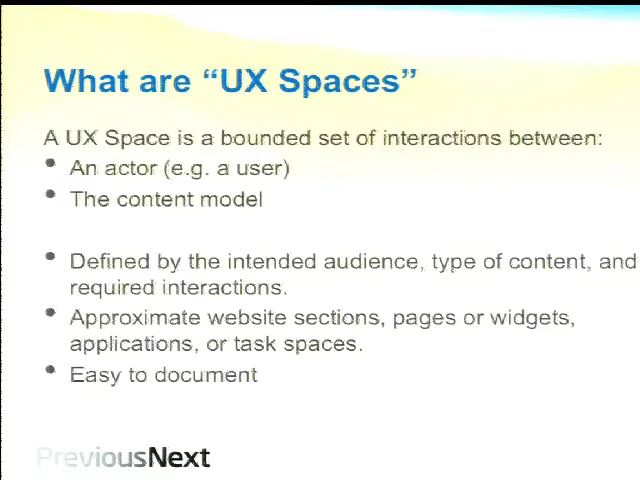 What are “UX Spaces”
A UX Space is a bounded set of interactions between:
• An actor (e.g. a user)
• The content model
• Defined by the intended audience, type of content, and
required interactions.
• Approximate website sections, pages or widgets,
applications, or task spaces.
• Easy to document
PreviousNext